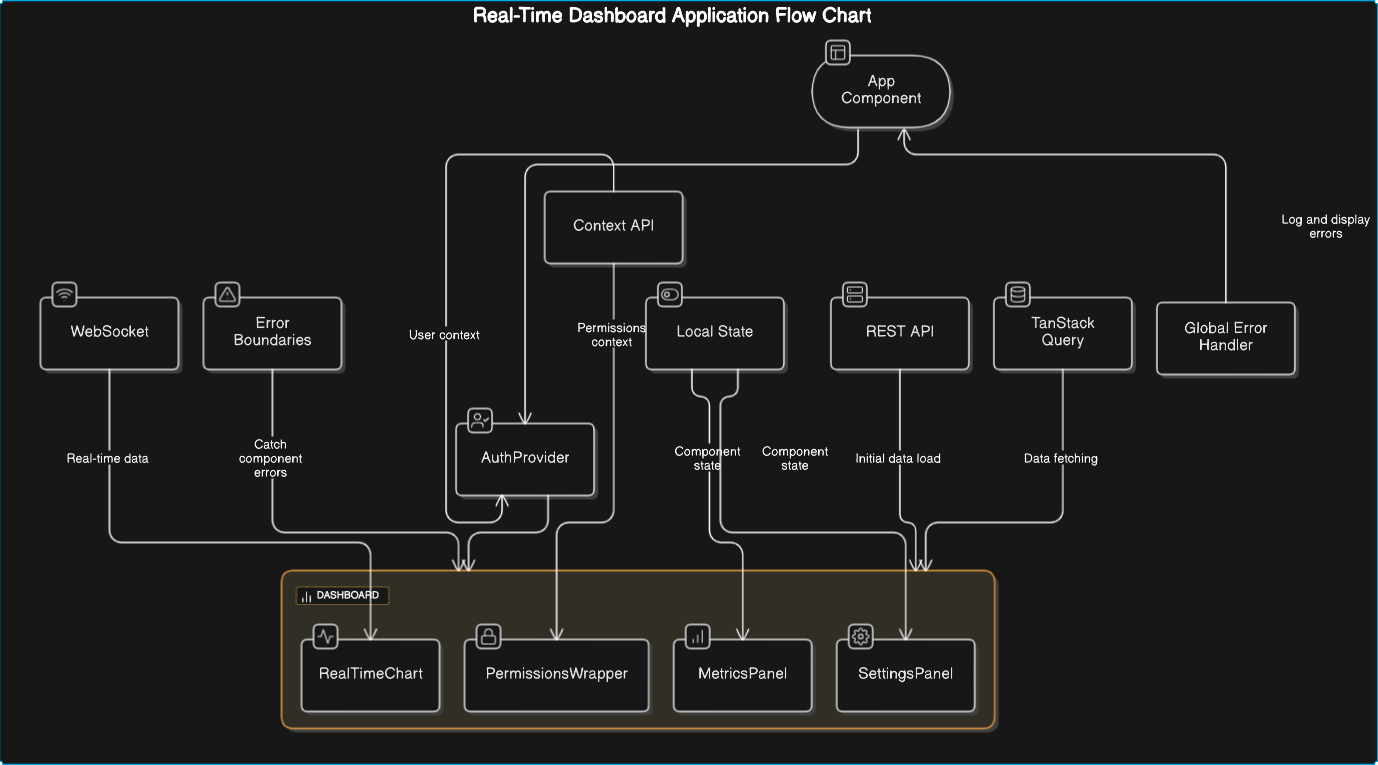 Real-Time Dashboard Application Flow Chart
App
Component
Context API
Log and display
errors
WebSocket
Error
Boundaries
User context
Permissions
context
Local State
REST API
TanStack
Query
Global Error
Handler
Real-time data
Catch
component
errors
AuthProvider
Component
state
Component
state
Initial data load
Data fetching
DASHBOARD
RealTimeChart
PermissionsWrapper
MetricsPanel
SettingsPanel